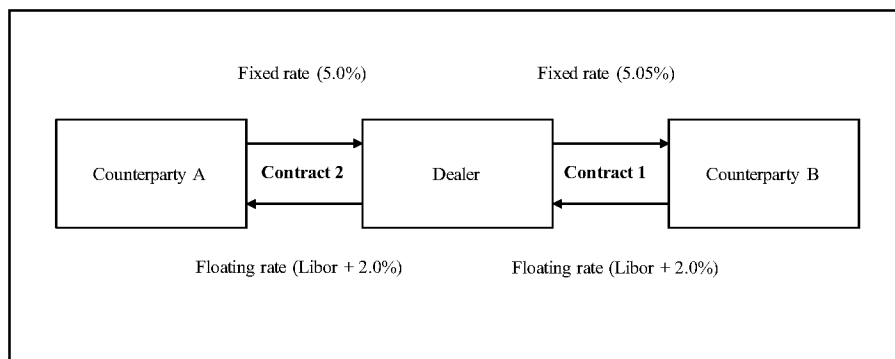 Fixed rate (5.0%)
Fixed rate (5.05%)
Counterparty A
Contract 2
Dealer
Contract 1
Counterparty B
Floating rate (Libor + 2.0%)
Floating rate (Libor + 2.0%)